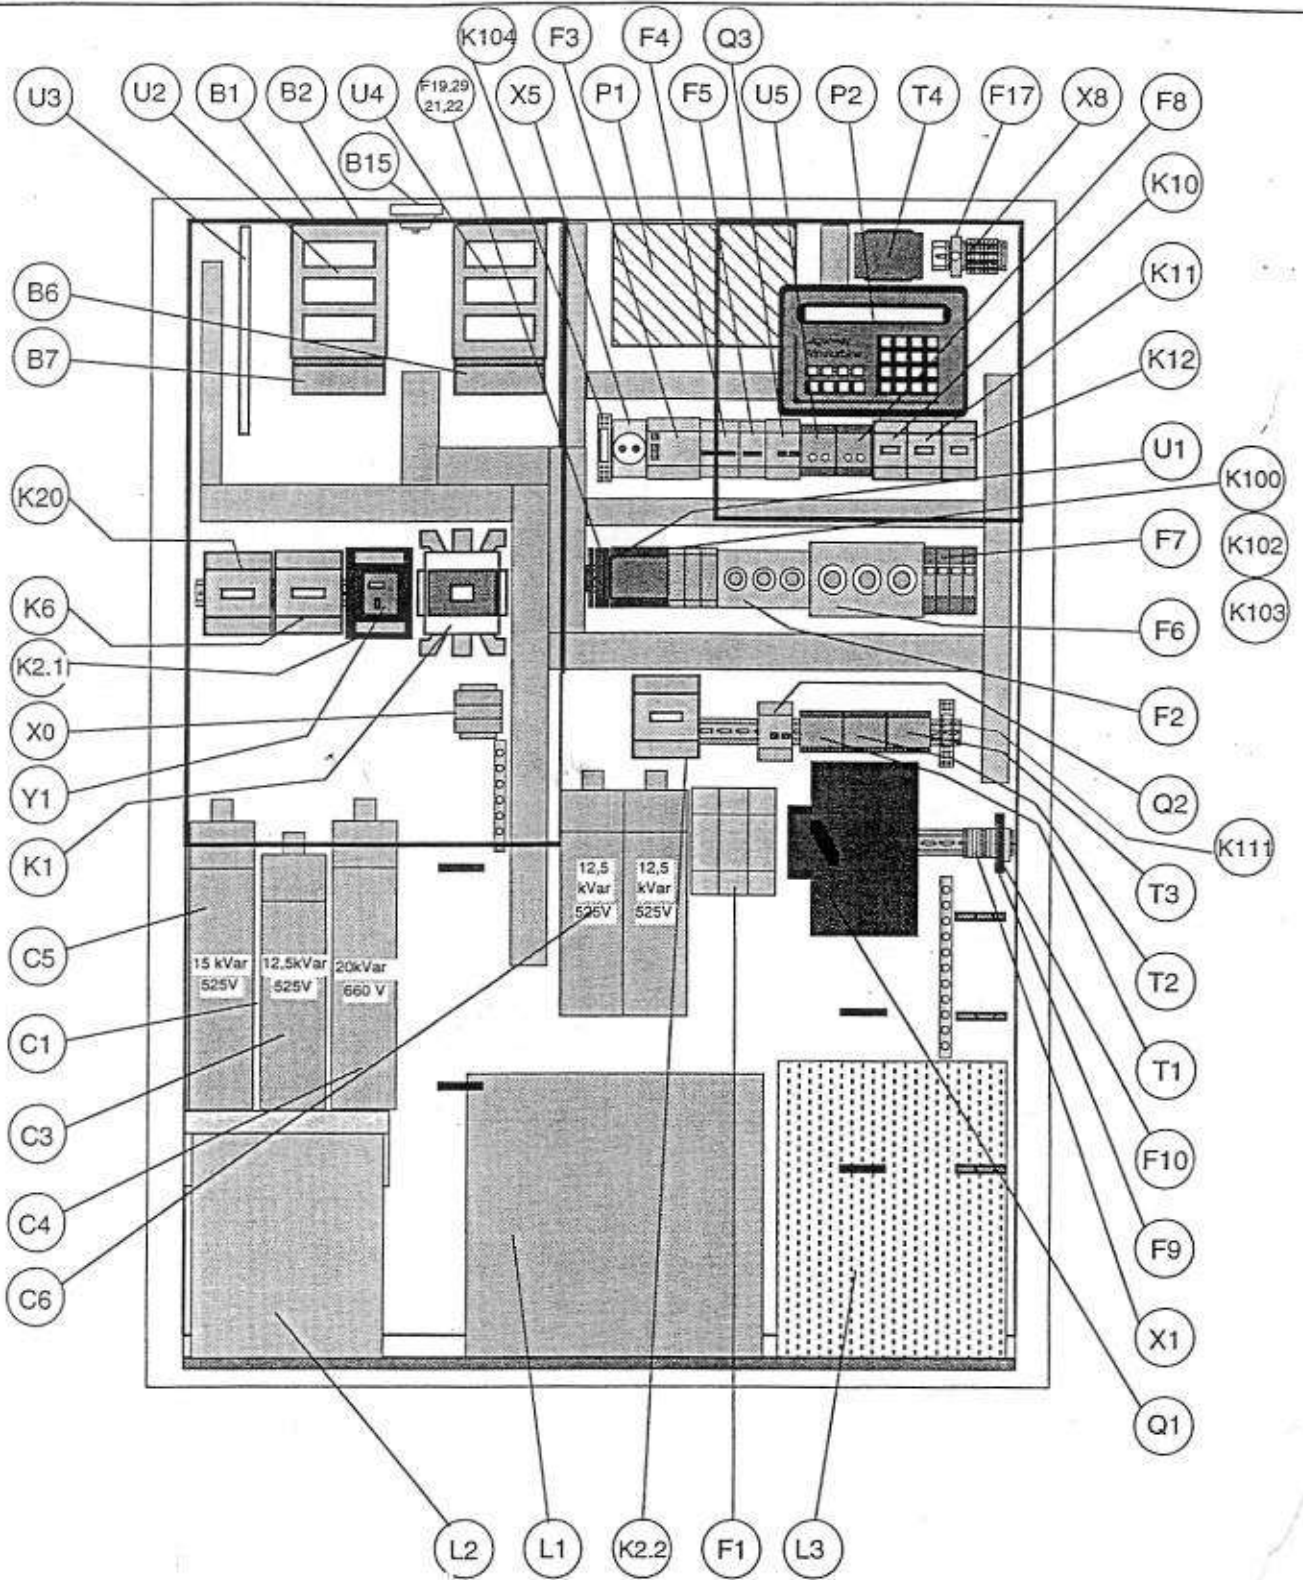 K104
F3
F4
Q3
U3
U2
B1
B2
U4
F19,29
21,22
X5
P1
F5
U5
P2
T4
F17
X8
F8
B15
K10
K11
B6
B7
K12
U1
K20
K100
F7
K102
K6
K103
F6
K2.1
F2
X0
Y1
Q2
K1
K111
12,5
kVar
525V
12,5
kVar
525V
T3
C5
15 kVar
525V
12,5kVar
525V
20kVar
660 V
T2
C1
T1
C3
F10
C4
F9
C6
X1
Q1
L2
L1
K2.2
F1
L3